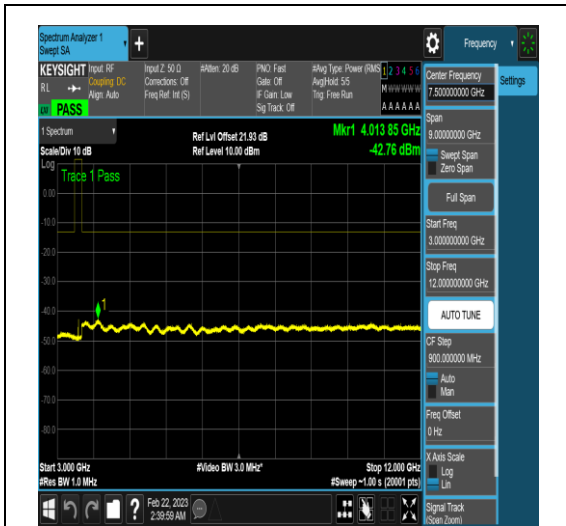 Spectrum Analyzer 1
Swept SA
+
Frequency
KEYSIGHT
RL
Input: RF
Coupling: DC
Align: Auto
Input Z: 50 Ω
Corrections: Off
Freq Ref: Int (S)
#Atten: 20 dB
PNO: Fast
Gate: Off
IF Gain: Low
Sig Track: Off
#Avg Type: Power (RMS
Avg|Hold: 5/5
Trig: Free Run
1 2 3 4 5 6
M W W W W W
A A A A A A
PASS
Center Frequency
7.500000000 GHz
Settings
Span
9.00000000 GHz
Swept Span
Zero Span
Full Span
Start Freq
3.000000000 GHz
Stop Freq
12.000000000 GHz
AUTO TUNE
CF Step
900.000000 MHz
Auto
Man
Freq Offset
0 Hz
X Axis Scale
Log
Lin
Signal Track
(Span Zoom)
1 Spectrum
Scale/Div 10 dB
Ref Lvl Offset 21.93 dB
Ref Level 10.00 dBm
Mkr1 4.013 85 GHz
-42.76 dBm
Log
Trace 1 Pass
0.00
-10.0
-20.0
-30.0
-40.0
-50.0
-60.0
-70.0
-80.0
1
Start 3.000 GHz
#Res BW 1.0 MHz
#Video BW 3.0 MHz*
Stop 12.000 GHz
#Sweep ~1.00 s (20001 pts)
?
Feb 22, 2023
2:39:59 AM